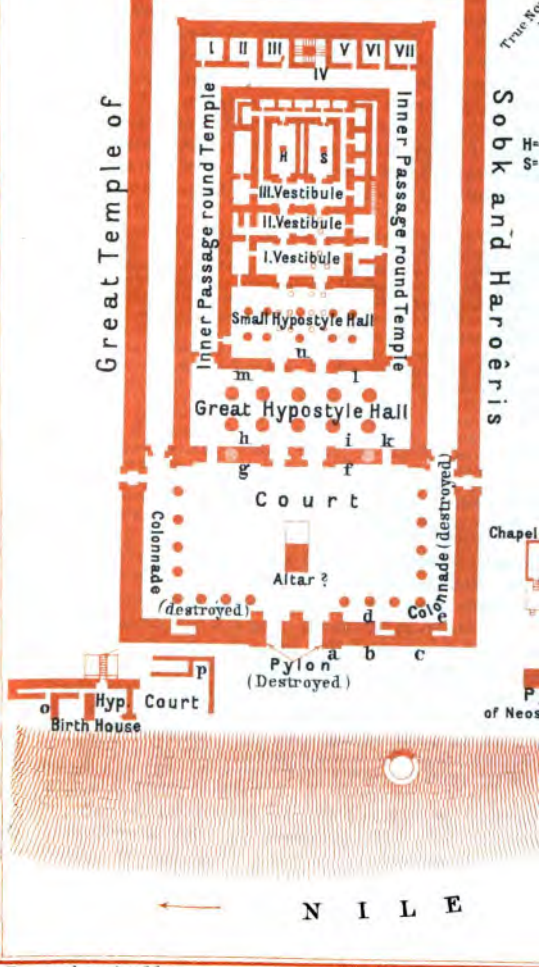 True No
I II III V VI VII
IV
Great Temple of
Sobk and Haroêris
H=
S=
Inner Passage round Temple
Inner Passage round Temple
H S
III.Vestibule
II.Vestibule
I.Vestibule
Small Hypostyle Hall
n
m l
Great Hypostyle Hall
h i k
g f
Court
Colonnade
(destroyed)
Colonnade (destroyed)
Chapel
Altar ?
d e
a b c
Pylon
(Destroyed)
p
o Hyp. Court
Birth House
P
of Neos
NILE